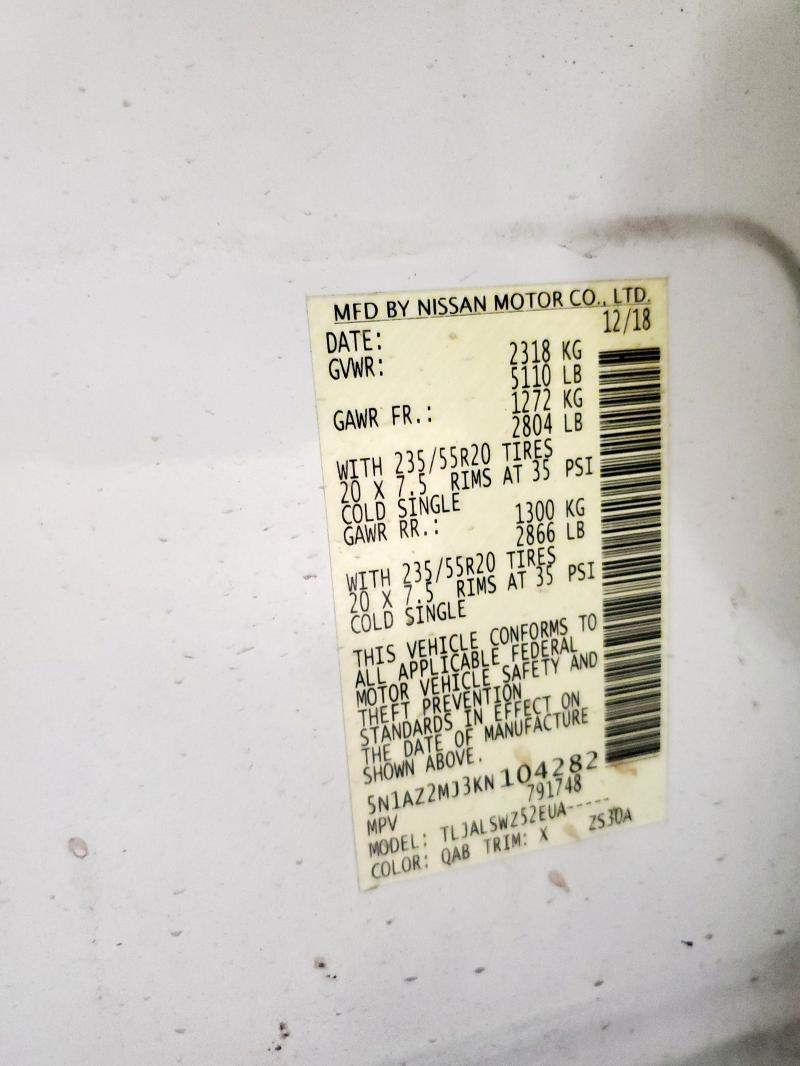 MFD BY NISSAN MOTOR CO., LTD.
DATE: 12/18
GVWR: 2318 KG
5110 LB
GAWR FR.: 1272 KG
2804 LB
WITH 235/55R20 TIRES
20 X 7.5 RIMS AT 35 PSI
COLD SINGLE
GAWR RR.: 1300 KG
2866 LB
WITH 235/55R20 TIRES
20 X 7.5 RIMS AT 35 PSI
COLD SINGLE
THIS VEHICLE CONFORMS TO
ALL APPLICABLE FEDERAL
MOTOR VEHICLE SAFETY AND
THEFT PREVENTION
STANDARDS IN EFFECT ON
THE DATE OF MANUFACTURE
SHOWN ABOVE.
5N1AZ2MJ3KN104282
MPV 791748
MODEL: TLJALSWZ52EUA-----
COLOR: QAB TRIM: X ZS30A